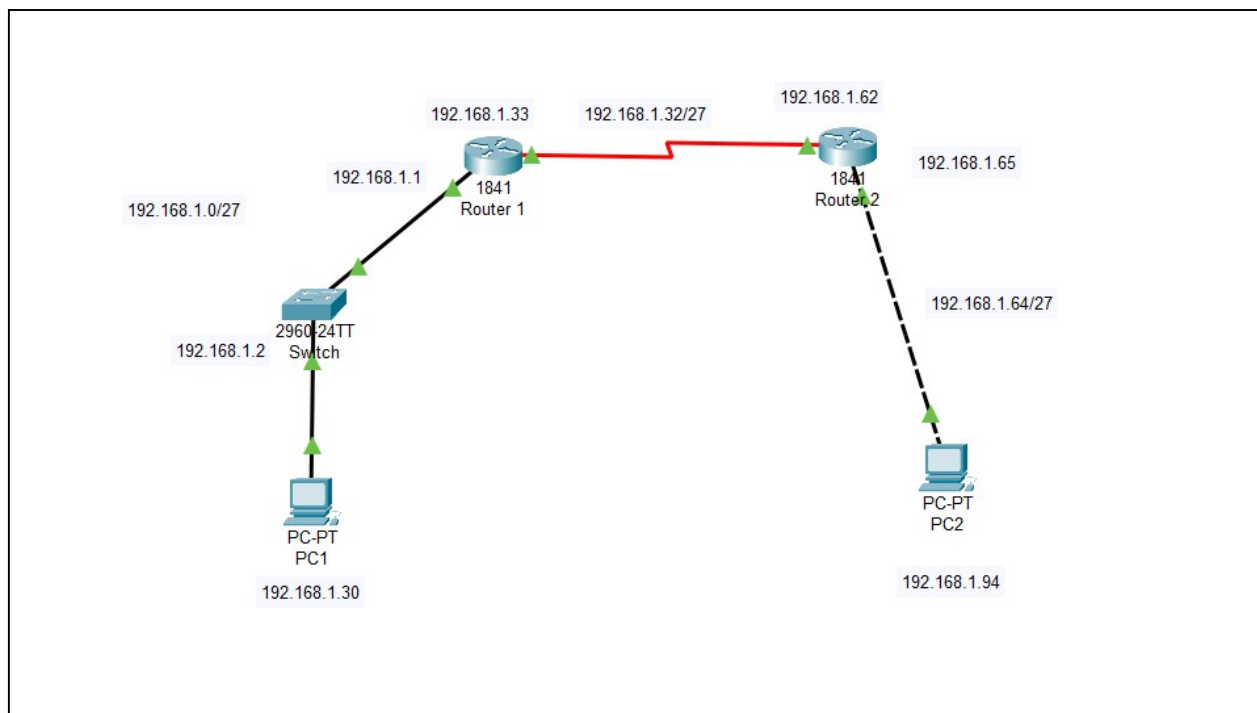 192.168.1.62
192.168.1.33
192.168.1.32/27
192.168.1.65
192.168.1.1
1841
Router 1
1841
Router 2
192.168.1.0/27
192.168.1.64/27
2960-24TT
Switch
192.168.1.2
PC-PT
PC1
192.168.1.30
PC-PT
PC2
192.168.1.94